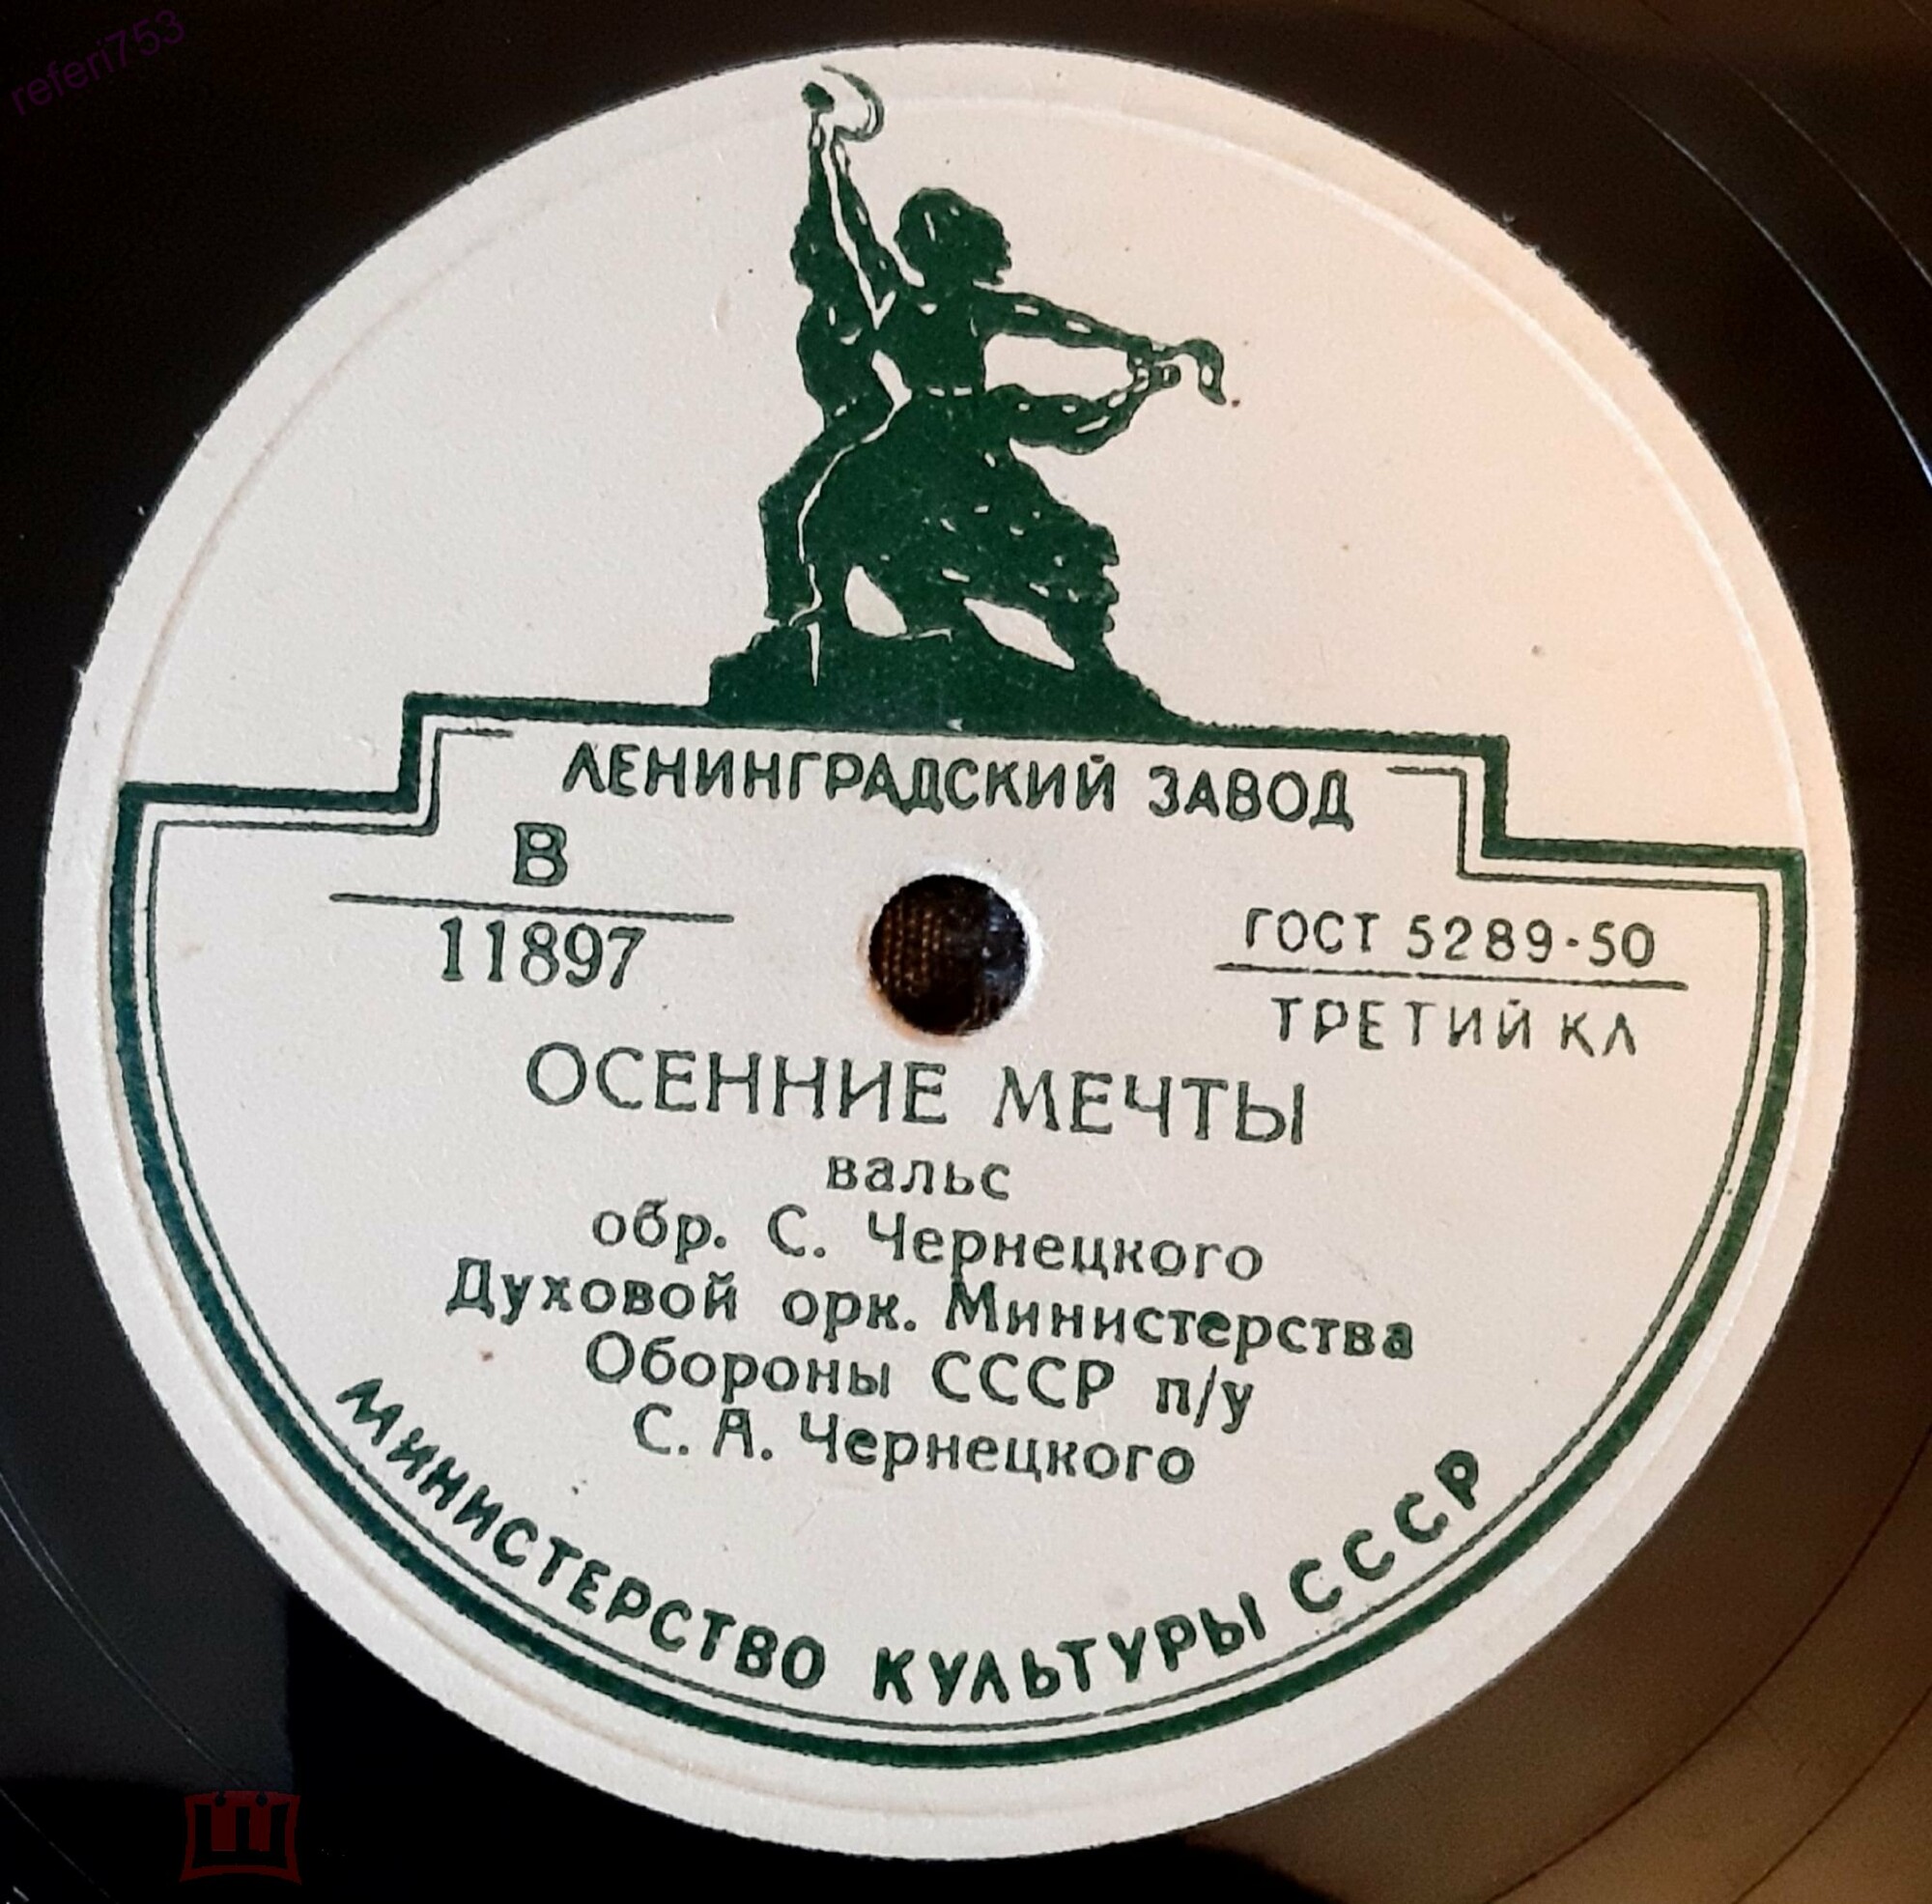 referi753
ЛЕНИНГРАДСКИЙ ЗАВОД
В
11897
ГОСТ 5289-50
ТРЕТИЙ КЛ
ОСЕННИЕ МЕЧТЫ
вальс
обр. С. Чернецкого
Духовой орк. Министерства
Обороны СССР п/у
С. А. Чернецкого
МИНИСТЕРСТВО КУЛЬТУРЫ СССР